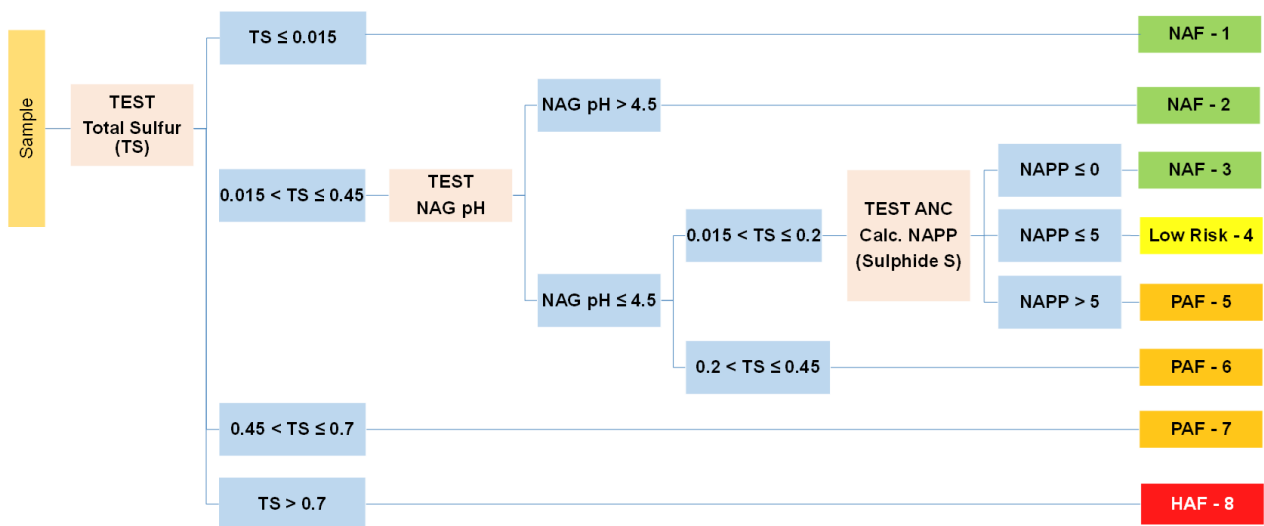 Sample
TEST
Total Sulfur
(TS)
TS ≤ 0.015
NAF - 1
NAG pH > 4.5
NAF - 2
0.015 < TS ≤ 0.45
TEST
NAG pH
NAG pH ≤ 4.5
0.015 < TS ≤ 0.2
TEST ANC
Calc. NAPP
(Sulphide S)
NAPP ≤ 0
NAF - 3
NAPP ≤ 5
Low Risk - 4
NAPP > 5
PAF - 5
0.2 < TS ≤ 0.45
PAF - 6
0.45 < TS ≤ 0.7
PAF - 7
TS > 0.7
HAF - 8